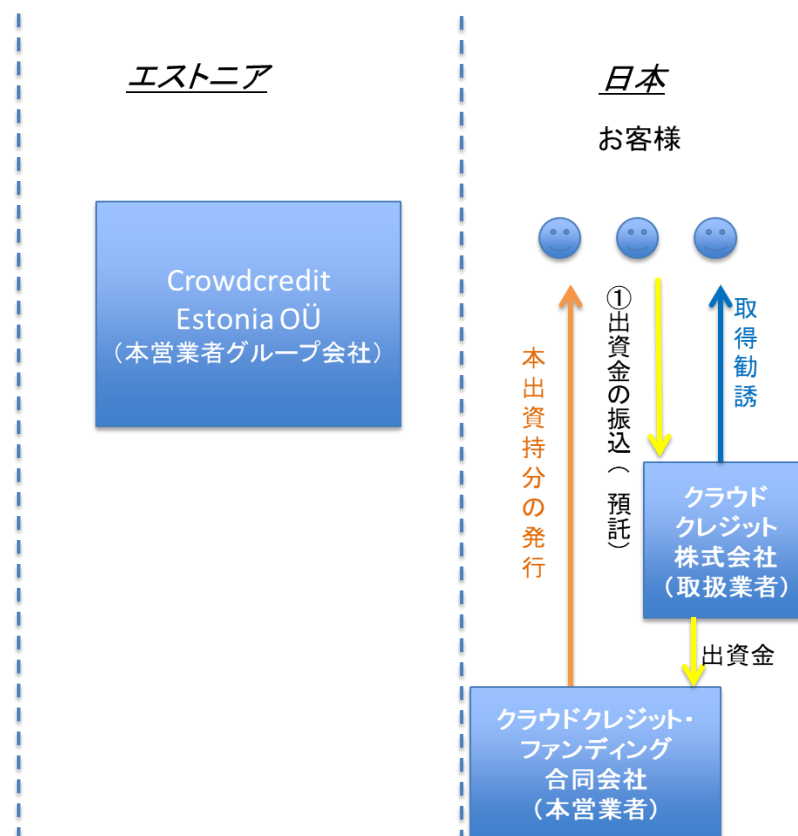 エストニア
日本
お客様
Crowdcredit
Estonia OÜ
（本営業者グループ会社）
本出資持分の発行
①出資金の振込（預託）
取得勧誘
クラウド
クレジット
株式会社
（取扱業者）
出資金
クラウドクレジット・
ファンディング
合同会社
（本営業者）